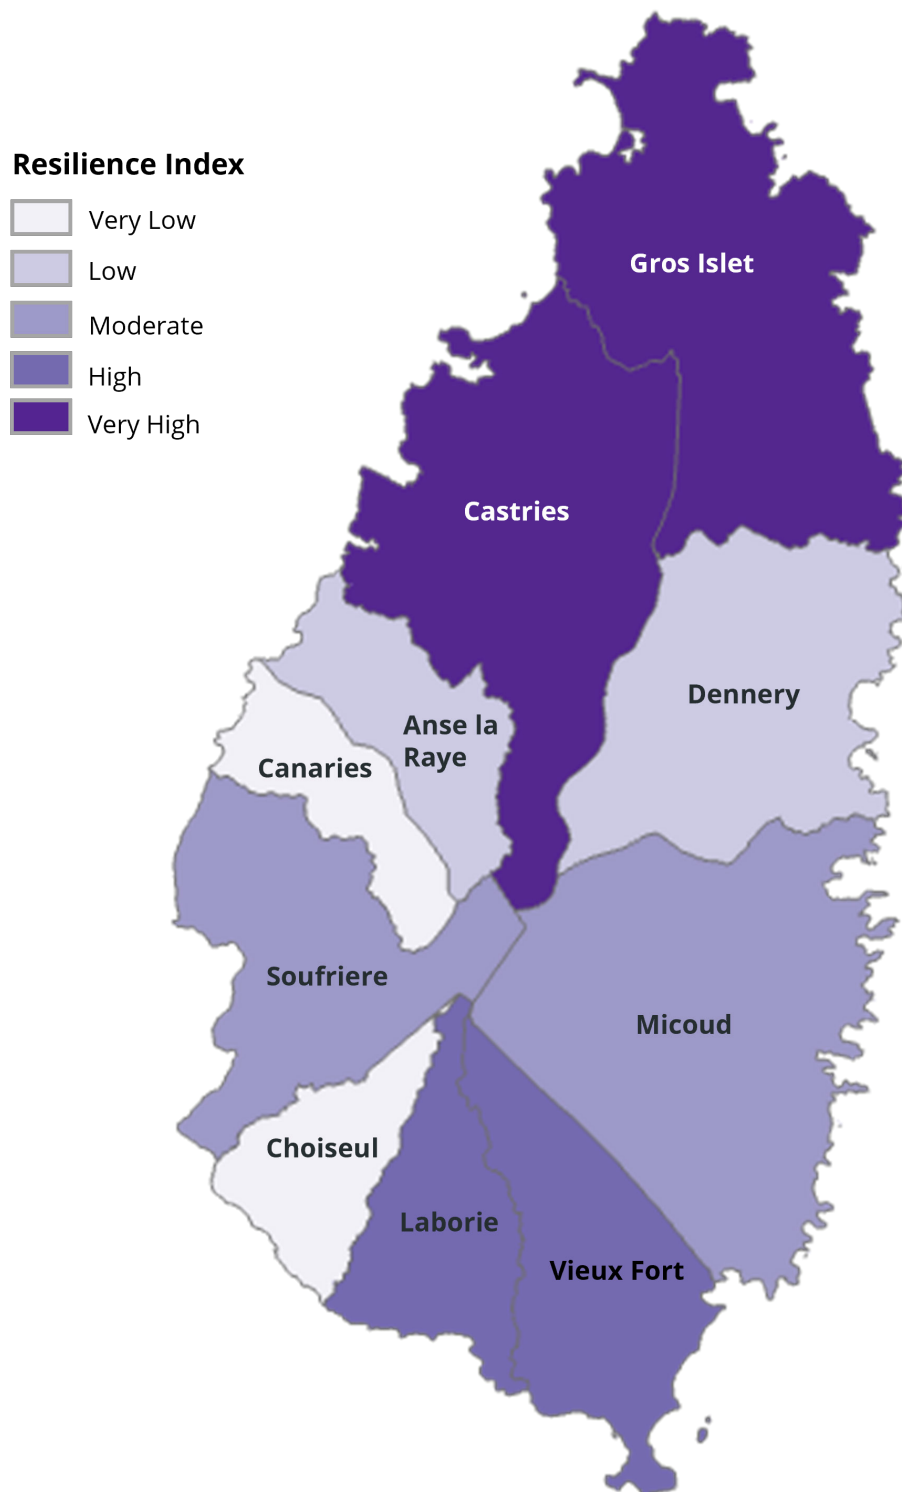 Resilience Index
Very Low
Low
Moderate
High
Very High
Gros Islet
Castries
Dennery
Anse la
Raye
Canaries
Soufriere
Micoud
Choiseul
Laborie
Vieux Fort